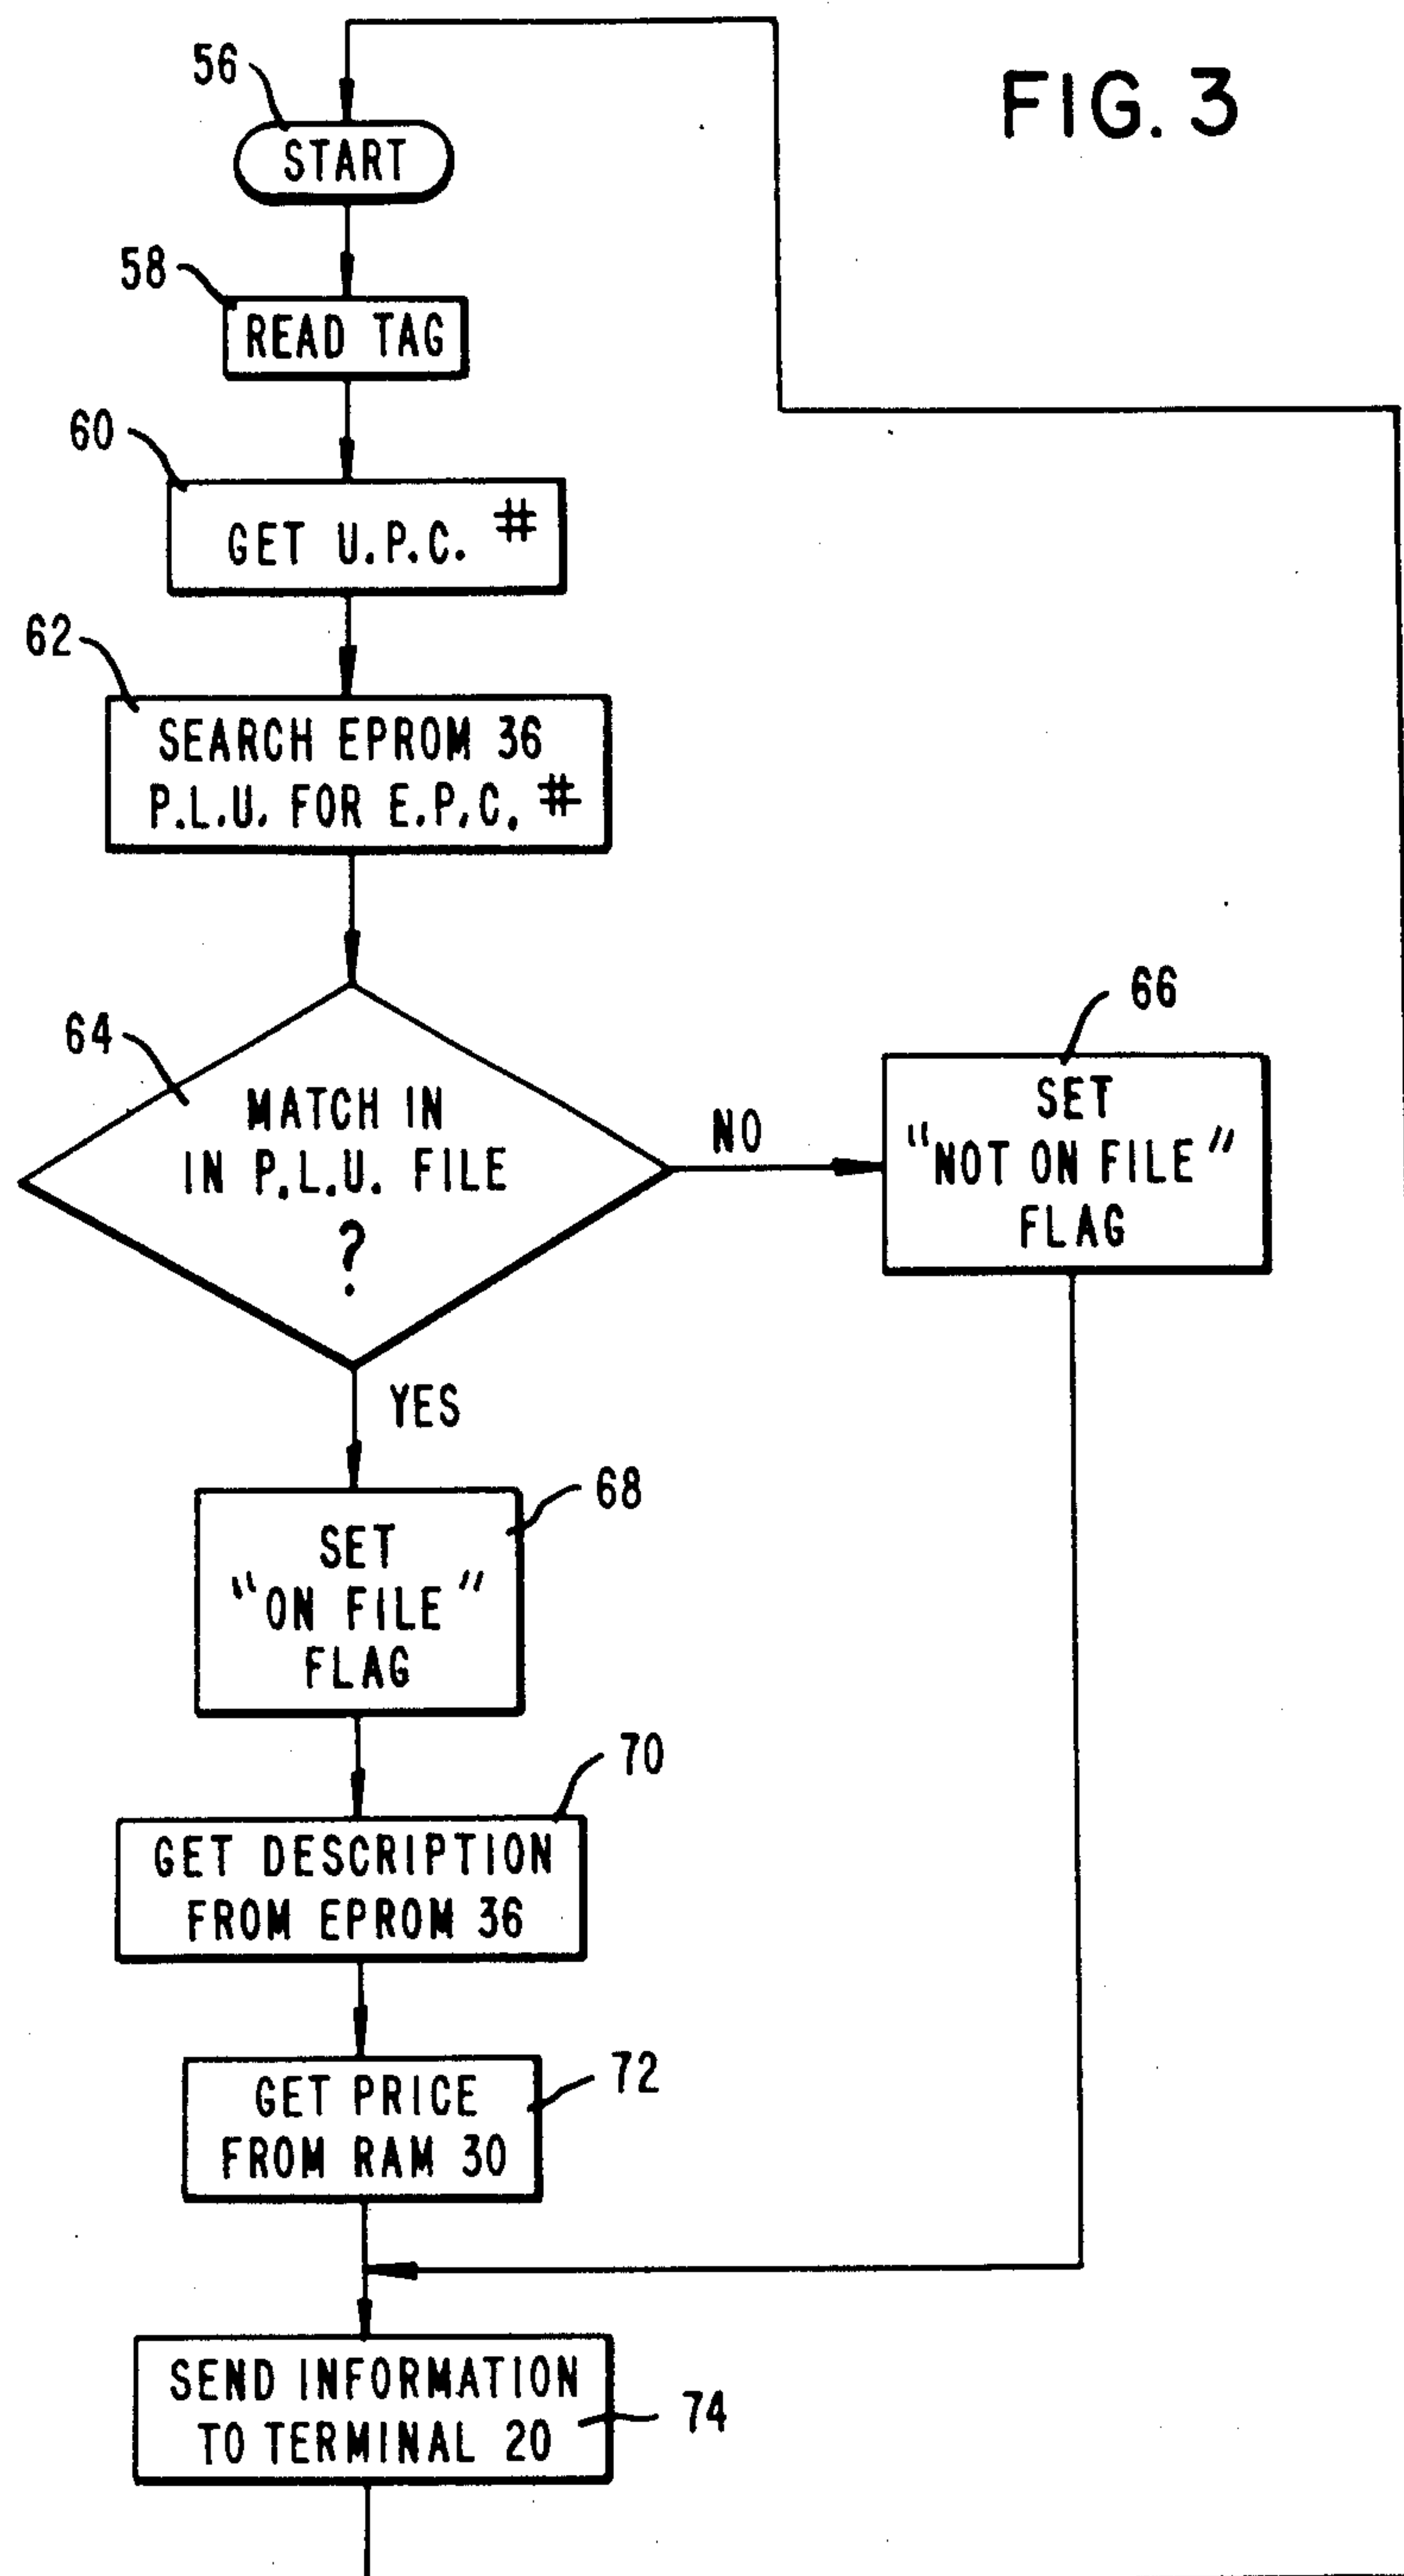 FIG. 3
56
START
58
READ TAG
60
GET U.P.C. #
62
SEARCH EPROM 36
P.L.U. FOR E.P.C. #
64
MATCH IN
IN P.L.U. FILE
?
NO
66
SET
"NOT ON FILE"
FLAG
YES
68
SET
"ON FILE"
FLAG
70
GET DESCRIPTION
FROM EPROM 36
72
GET PRICE
FROM RAM 30
74
SEND INFORMATION
TO TERMINAL 20